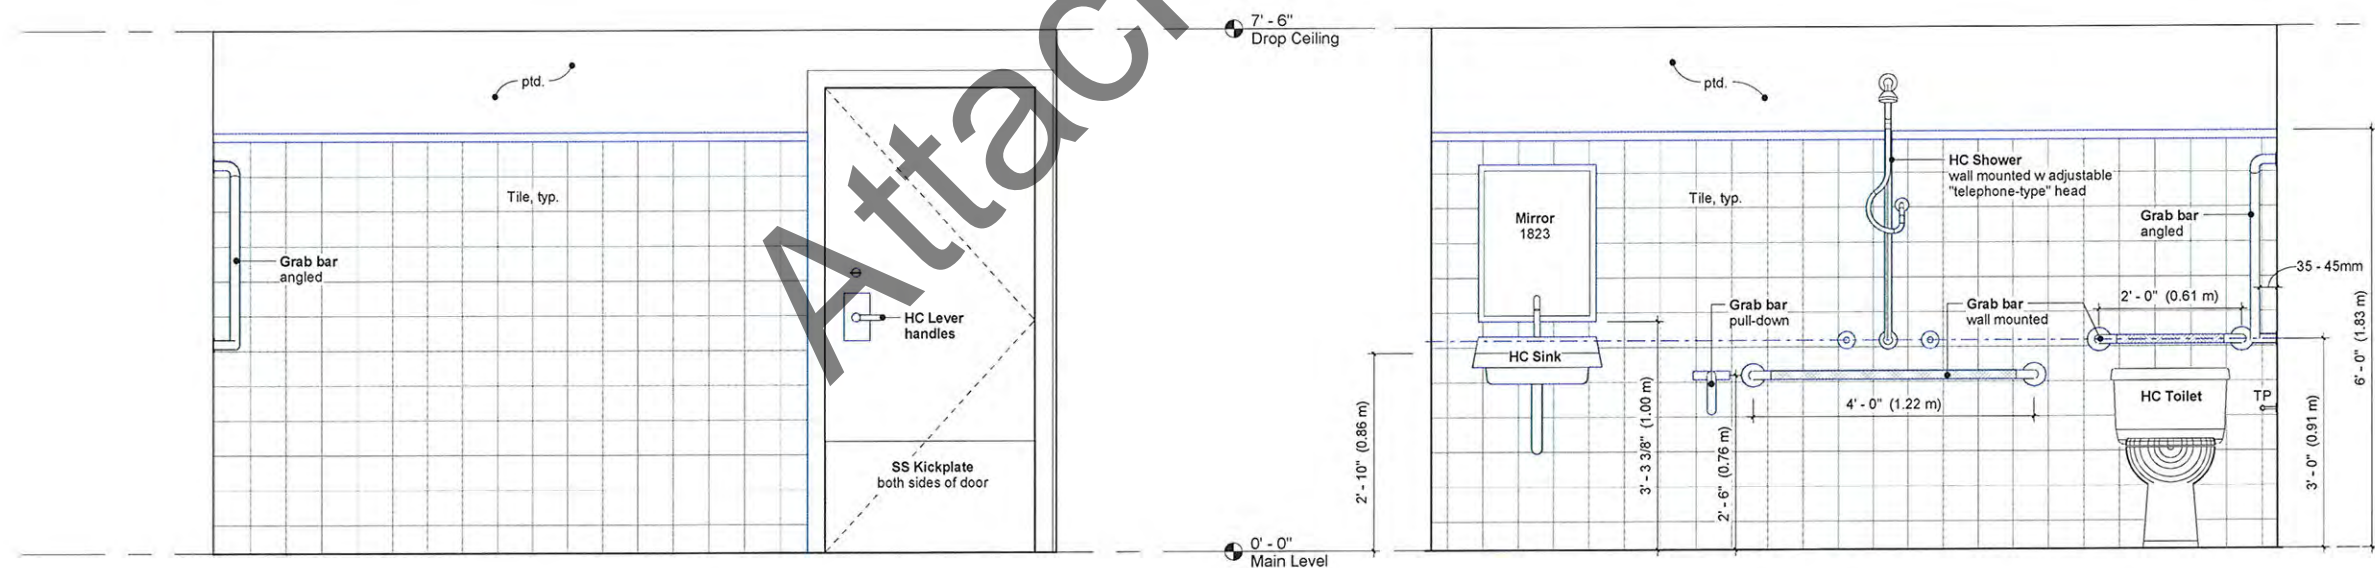 ptd.
Tile, typ.
Grab bar
angled
HC Lever
handles
SS Kickplate
both sides of door
Attac
7' - 6"
Drop Ceiling
0' - 0"
Main Level
ptd.
HC Shower
wall mounted w adjustable
"telephone-type" head
Tile, typ.
Mirror
1823
Grab bar
angled
35 - 45mm
2' - 0" (0.61 m)
Grab bar
pull-down
Grab bar
wall mounted
HC Sink
4' - 0" (1.22 m)
HC Toilet
TP
2' - 10" (0.86 m)
3' - 3 3/8" (1.00 m)
2' - 6" (0.76 m)
3' - 0" (0.91 m)
6' - 0" (1.83 m)